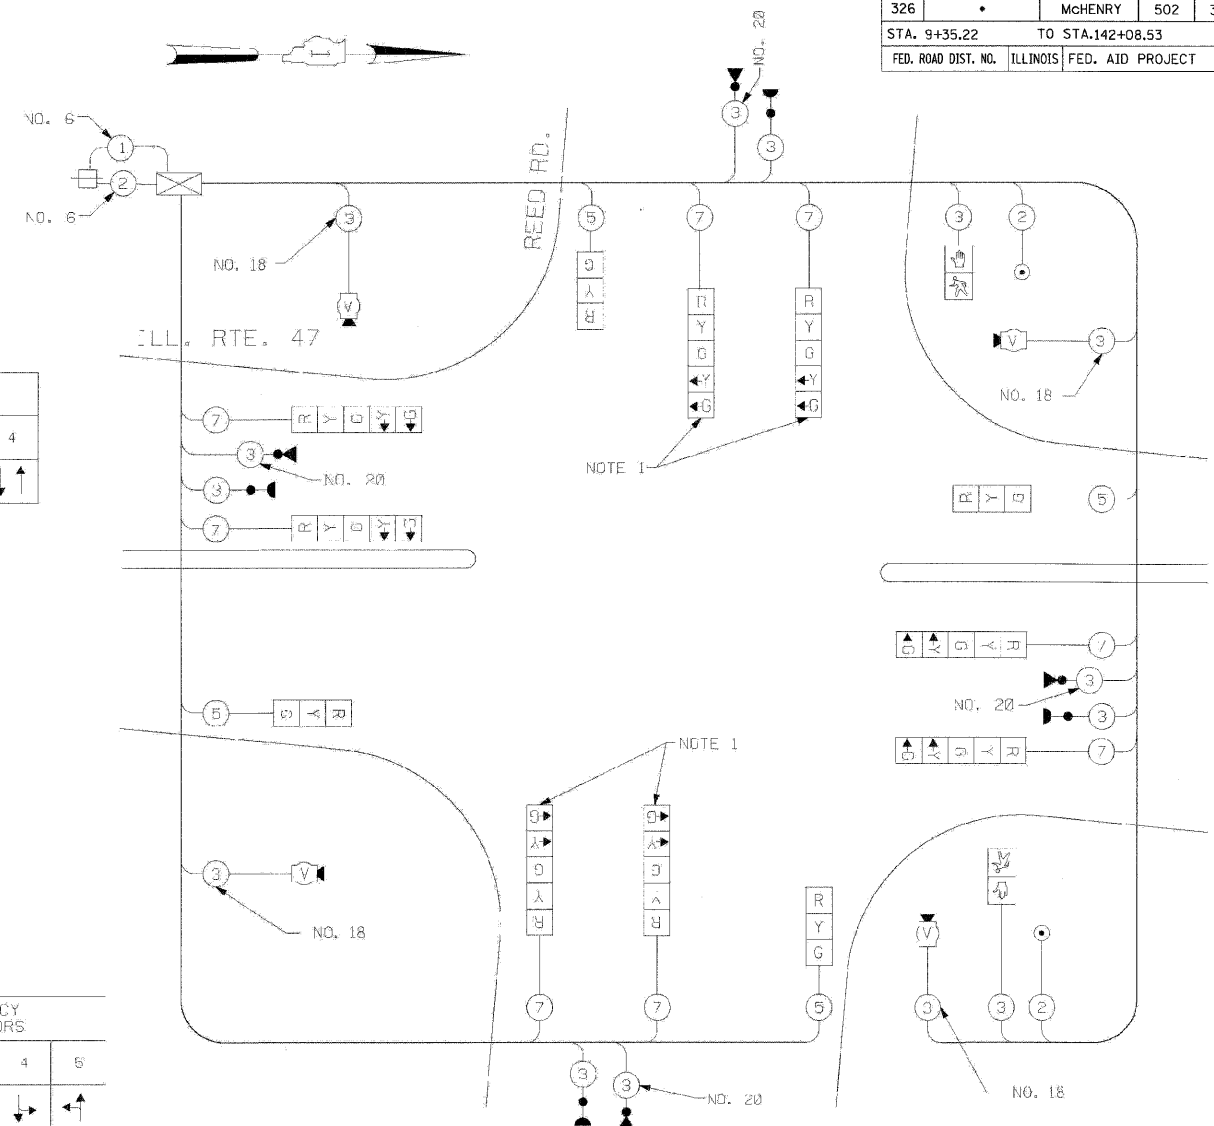 326 • McHENRY 502 3
STA. 9+35.22 TO STA.142+08.53
FED. ROAD DIST. NO. ILLINOIS FED. AID PROJECT
NO. 20
3
3
NO. 6
1
2
NO. 6
REED RD.
3
5
7
7
3
2
NO. 18
G
Y
R
R
Y
G
Y
G
R
Y
G
Y
G
V
ILL. RTE. 47
V
3
NO. 18
4
7
R Y G Y G
3
NO. 20
3
7
R Y G Y G
NOTE 1
R Y G
5
G Y G Y R
7
3
NO. 20
3
G Y G Y R
7
5
G Y R
NOTE 1
G
Y
G
Y
R
G
Y
G
Y
R
3
V
NO. 18
R
Y
G
V
7
7
5
3
3
2
NO. 18
3
3
NO. 20
CY
ORS
4 5